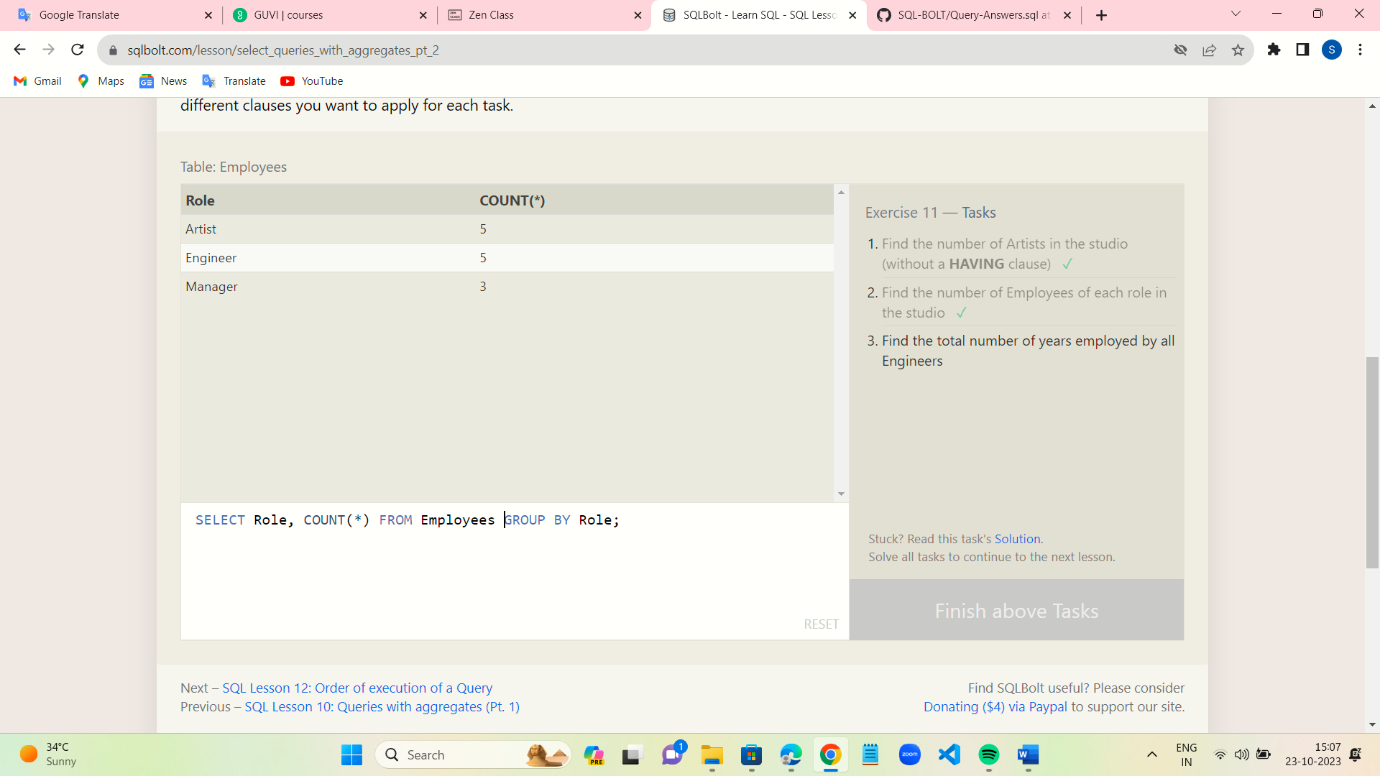 Google Translate
GUVI | courses
Zen Class
SQLBolt - Learn SQL - SQL Lesso
SQL-BOLT/Query-Answers.sql at
sqlbolt.com/lesson/select_queries_with_aggregates_pt_2
S
Gmail
Maps
News
Translate
YouTube
different clauses you want to apply for each task.
Table: Employees
Role COUNT(*)
Artist 5
Engineer 5
Manager 3
SELECT Role, COUNT(*) FROM Employees GROUP BY Role;
RESET
Exercise 11 — Tasks
1. Find the number of Artists in the studio
(without a HAVING clause) ✓
2. Find the number of Employees of each role in
the studio ✓
3. Find the total number of years employed by all
Engineers
Stuck? Read this task's Solution.
Solve all tasks to continue to the next lesson.
Finish above Tasks
Next – SQL Lesson 12: Order of execution of a Query
Previous – SQL Lesson 10: Queries with aggregates (Pt. 1)
Find SQLBolt useful? Please consider
Donating ($4) via Paypal to support our site.
34°C
Sunny
Search
PRE
1
zoom
ENG
IN
15:07
23-10-2023